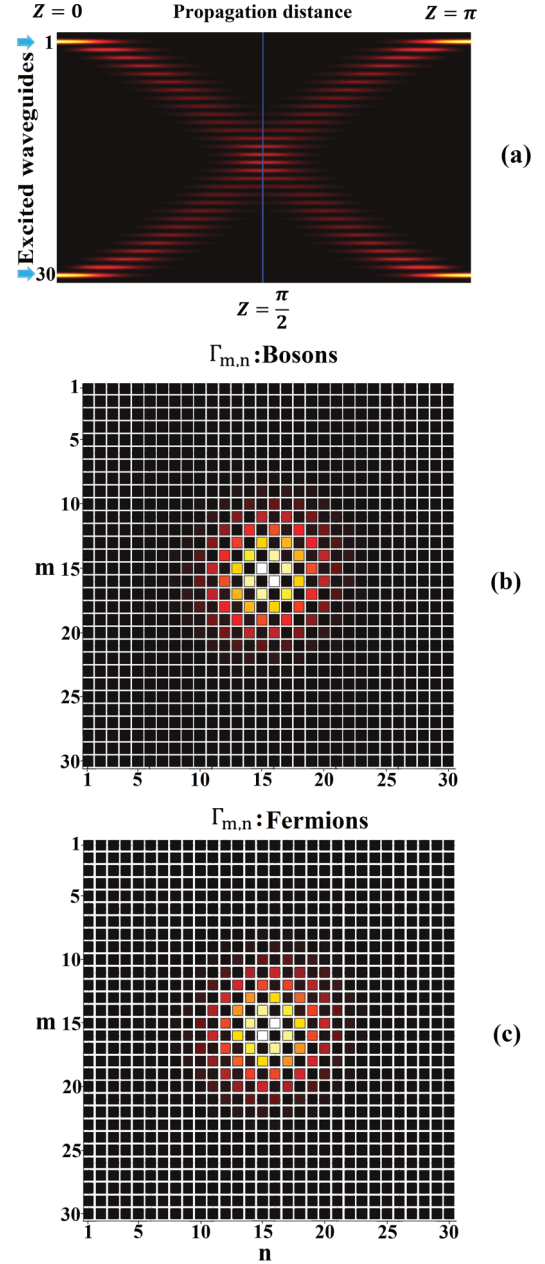 Z = 0 Propagation distance Z = π
Excited waveguides
1
30
(a)
Z = π/2
Γm,n : Bosons
1
5
10
m 15
20
25
30
(b)
1 5 10 15 20 25 30
Γm,n : Fermions
1
5
10
m 15
20
25
30
(c)
1 5 10 15 20 25 30
n